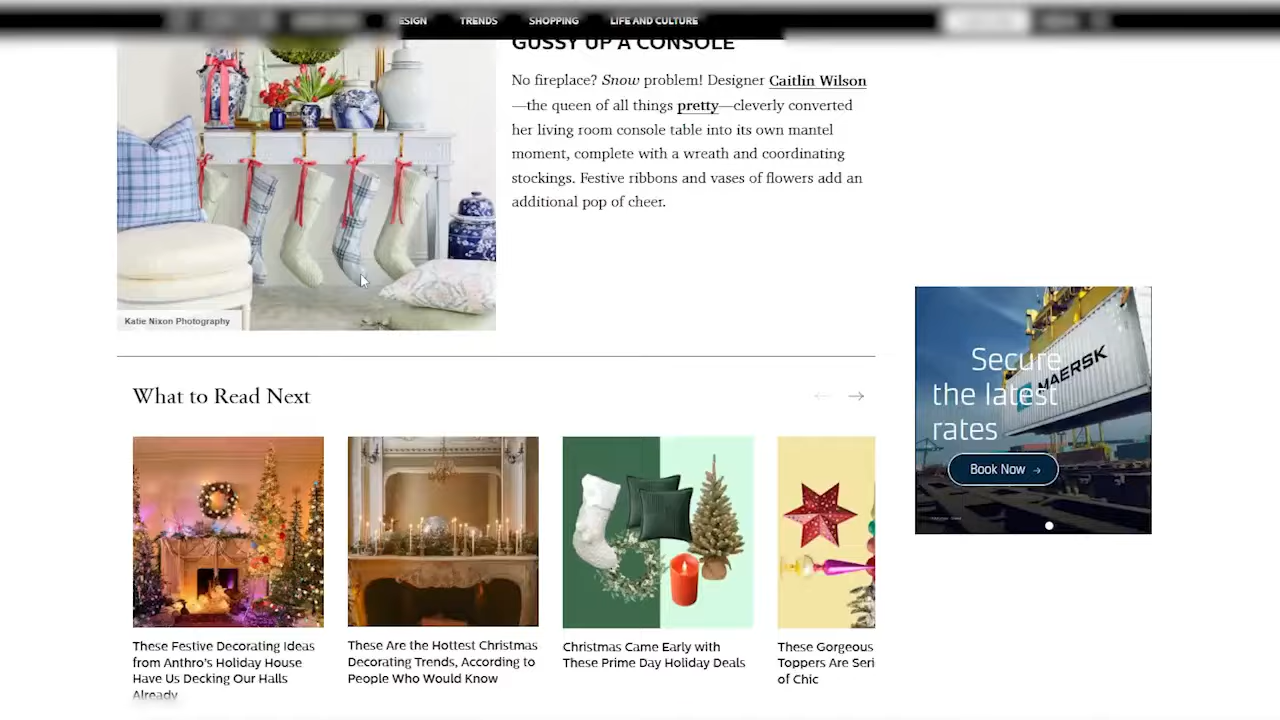 DESIGN TRENDS SHOPPING LIFE AND CULTURE
GUSSY UP A CONSOLE
No fireplace? Snow problem! Designer Caitlin Wilson
—the queen of all things pretty—cleverly converted
her living room console table into its own mantel
moment, complete with a wreath and coordinating
stockings. Festive ribbons and vases of flowers add an
additional pop of cheer.
Katie Nixon Photography
What to Read Next
These Festive Decorating Ideas
from Anthro's Holiday House
Have Us Decking Our Halls
Already
These Are the Hottest Christmas
Decorating Trends, According to
People Who Would Know
Christmas Came Early with
These Prime Day Holiday Deals
These Gorgeous
Toppers Are Seri
of Chic
Secure
the latest
rates
Book Now →
MAERSK